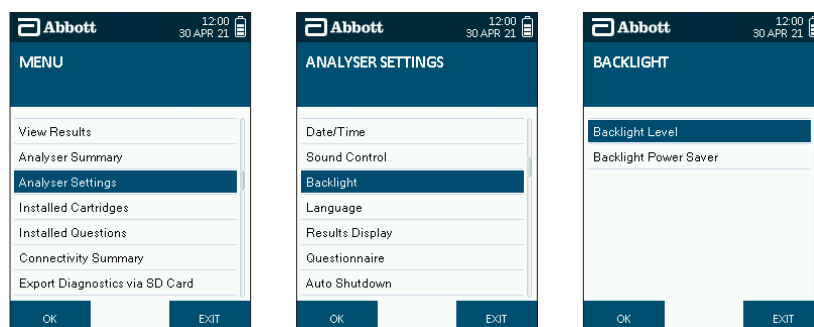 Abbott 12:00
30 APR 21
MENU
View Results
Analyser Summary
Analyser Settings
Installed Cartridges
Installed Questions
Connectivity Summary
Export Diagnostics via SD Card
OK EXIT
Abbott 12:00
30 APR 21
ANALYSER SETTINGS
Date/Time
Sound Control
Backlight
Language
Results Display
Questionnaire
Auto Shutdown
OK EXIT
Abbott 12:00
30 APR 21
BACKLIGHT
Backlight Level
Backlight Power Saver
OK EXIT